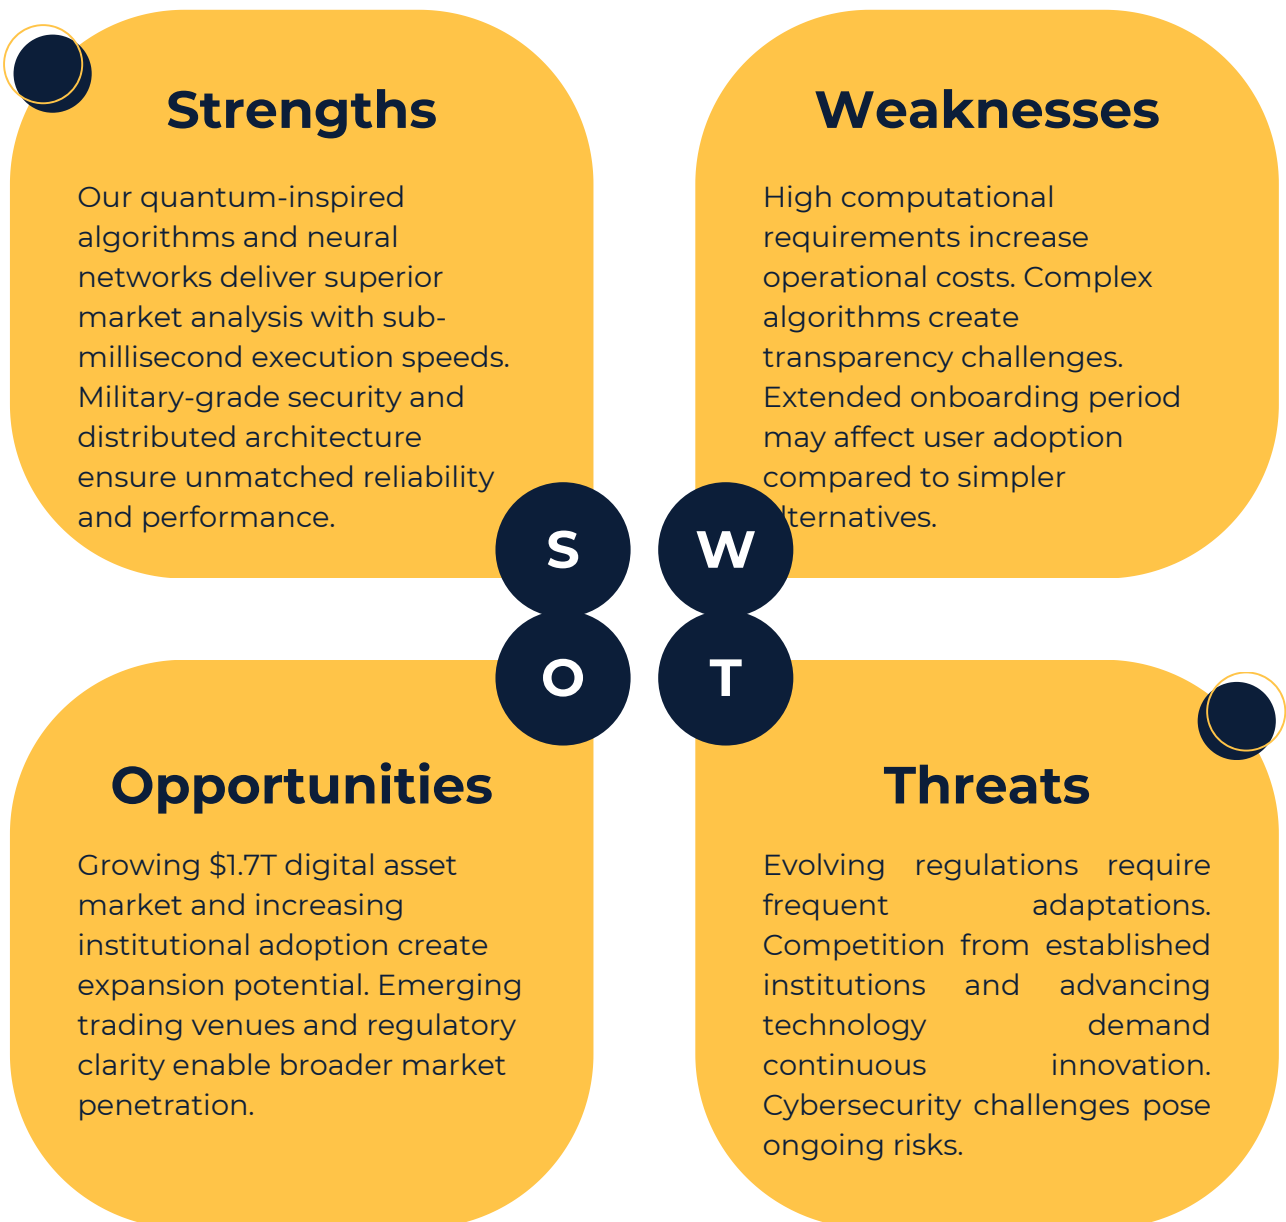 Strengths
Our quantum-inspired
algorithms and neural
networks deliver superior
market analysis with sub-
millisecond execution speeds.
Military-grade security and
distributed architecture
ensure unmatched reliability
and performance.
Weaknesses
High computational
requirements increase
operational costs. Complex
algorithms create
transparency challenges.
Extended onboarding period
may affect user adoption
compared to simpler
alternatives.
S
W
O
T
Opportunities
Growing $1.7T digital asset
market and increasing
institutional adoption create
expansion potential. Emerging
trading venues and regulatory
clarity enable broader market
penetration.
Threats
Evolving regulations require
frequent adaptations.
Competition from established
institutions and advancing
technology demand
continuous innovation.
Cybersecurity challenges pose
ongoing risks.